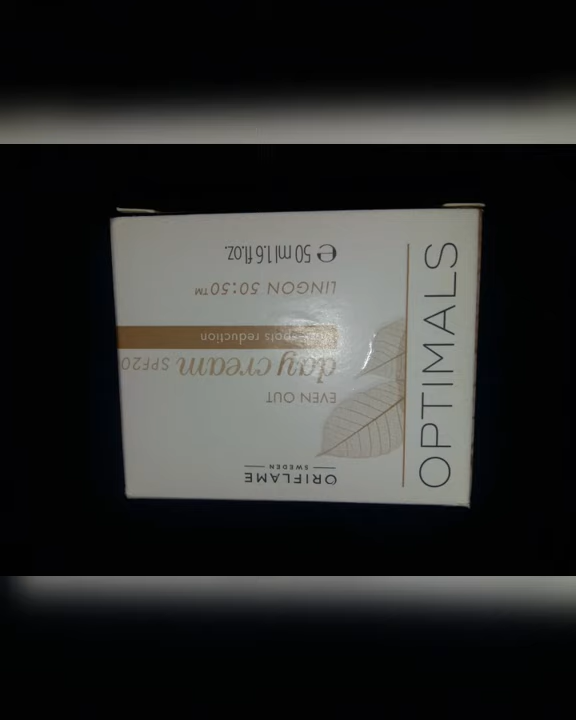 ORIFLAME
SWEDEN
EVEN OUT
day cream SPF20
spots reduction
LINGON 50:50™
℮ 50 ml 1.6 fl.oz.
OPTIMALS